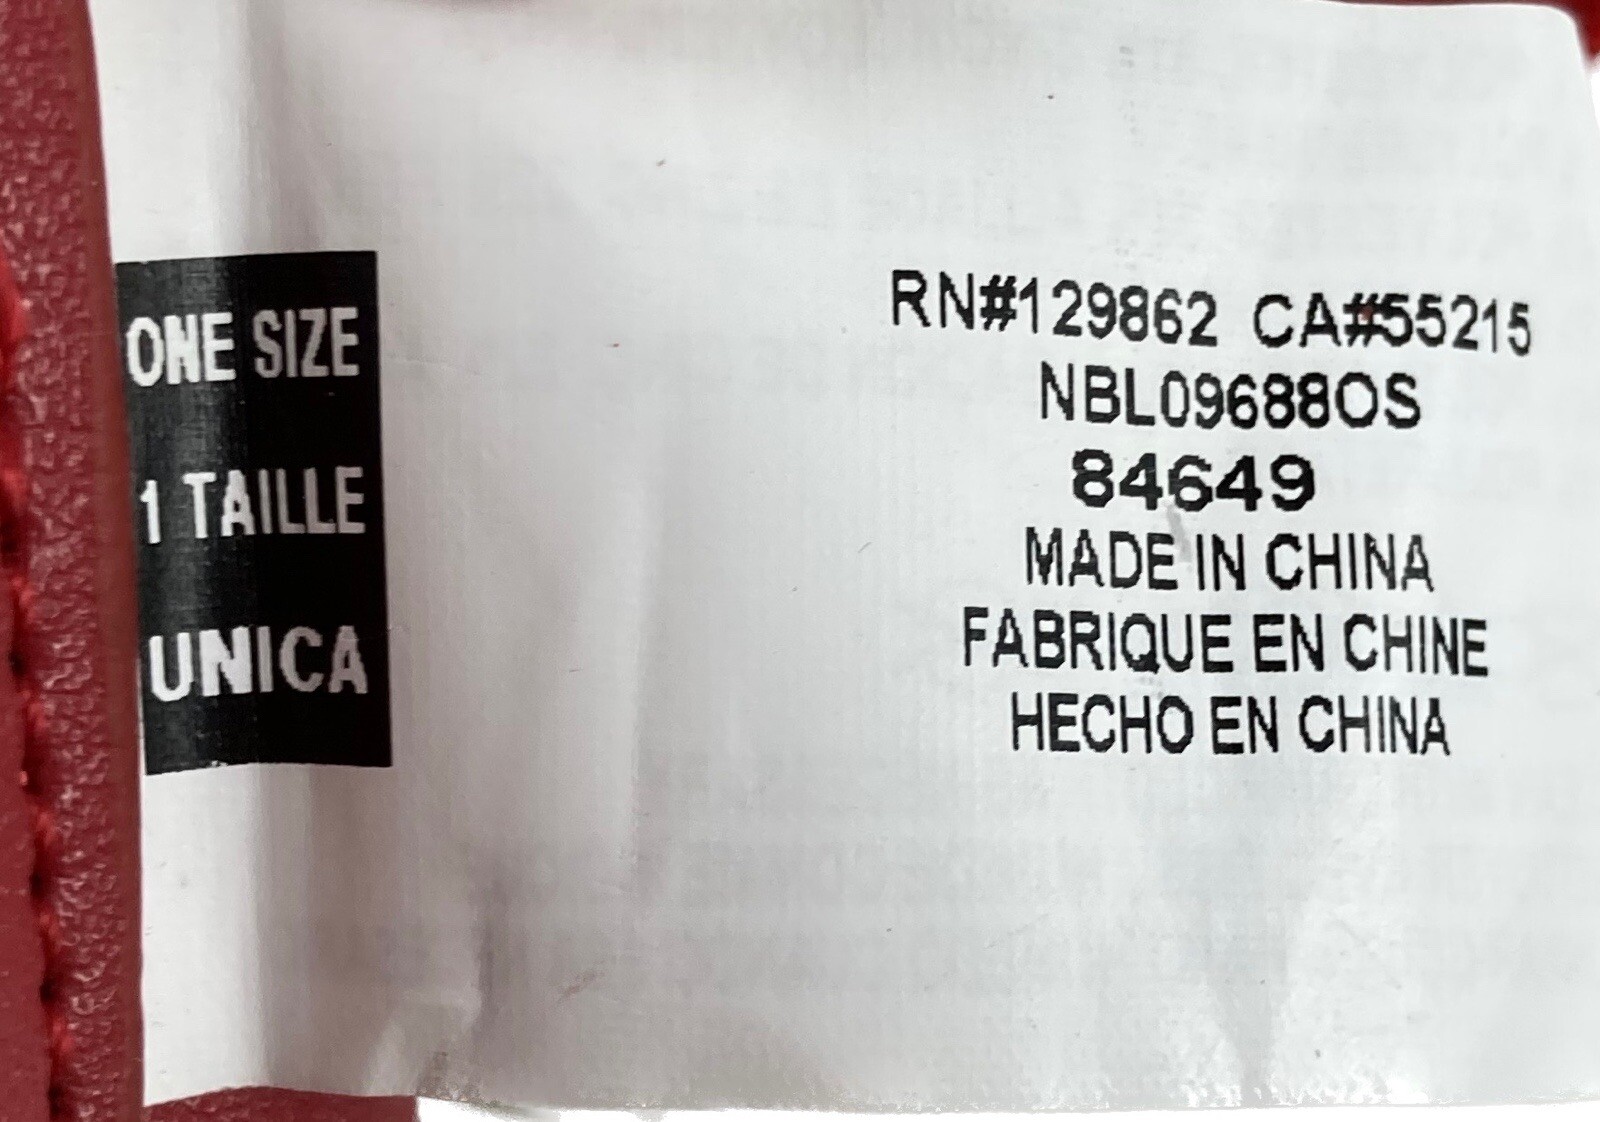 ONE SIZE
1 TAILLE
UNICA
RN#129862 CA#55215
NBL09688OS
84649
MADE IN CHINA
FABRIQUE EN CHINE
HECHO EN CHINA